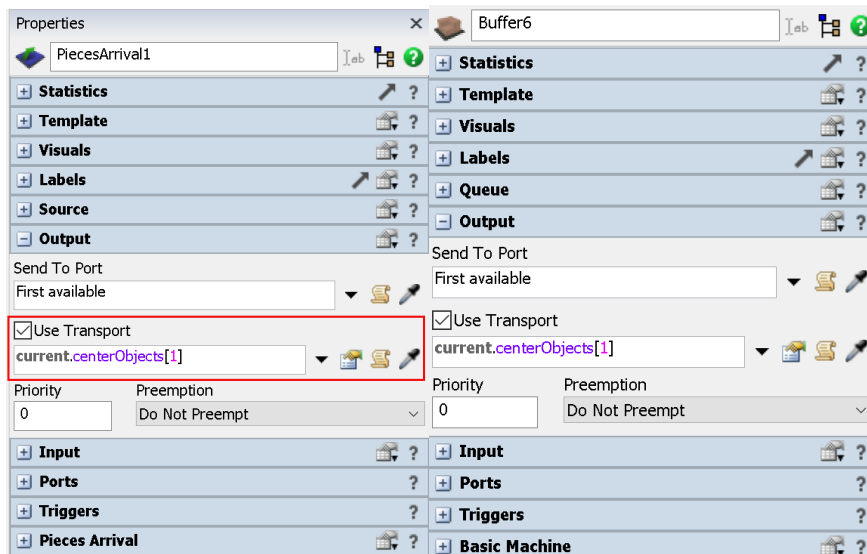 Properties
PiecesArrival1
Statistics
?
Template
?
Visuals
?
Labels
?
Source
?
Output
?
Send To Port
First available
Use Transport
current.centerObjects[1]
Priority
Preemption
0
Do Not Preempt
Input
?
Ports
?
Triggers
?
Pieces Arrival
?
Buffer6
Statistics
?
Template
?
Visuals
?
Labels
?
Queue
?
Output
?
Send To Port
First available
Use Transport
current.centerObjects[1]
Priority
Preemption
0
Do Not Preempt
Input
?
Ports
?
Triggers
?
Basic Machine
?